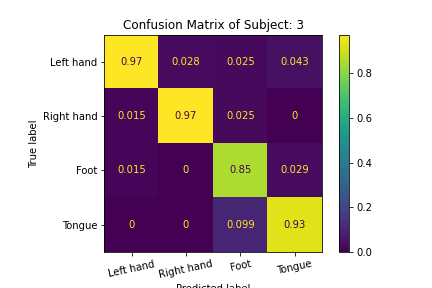 Confusion Matrix of Subject: 3
True label
Left hand 0.97 0.028 0.025 0.043
Right hand 0.015 0.97 0.025 0
Foot 0.015 0 0.85 0.029
Tongue 0 0 0.099 0.93
Left hand Right hand Foot Tongue
Predicted label
0.8
0.6
0.4
0.2
0.0